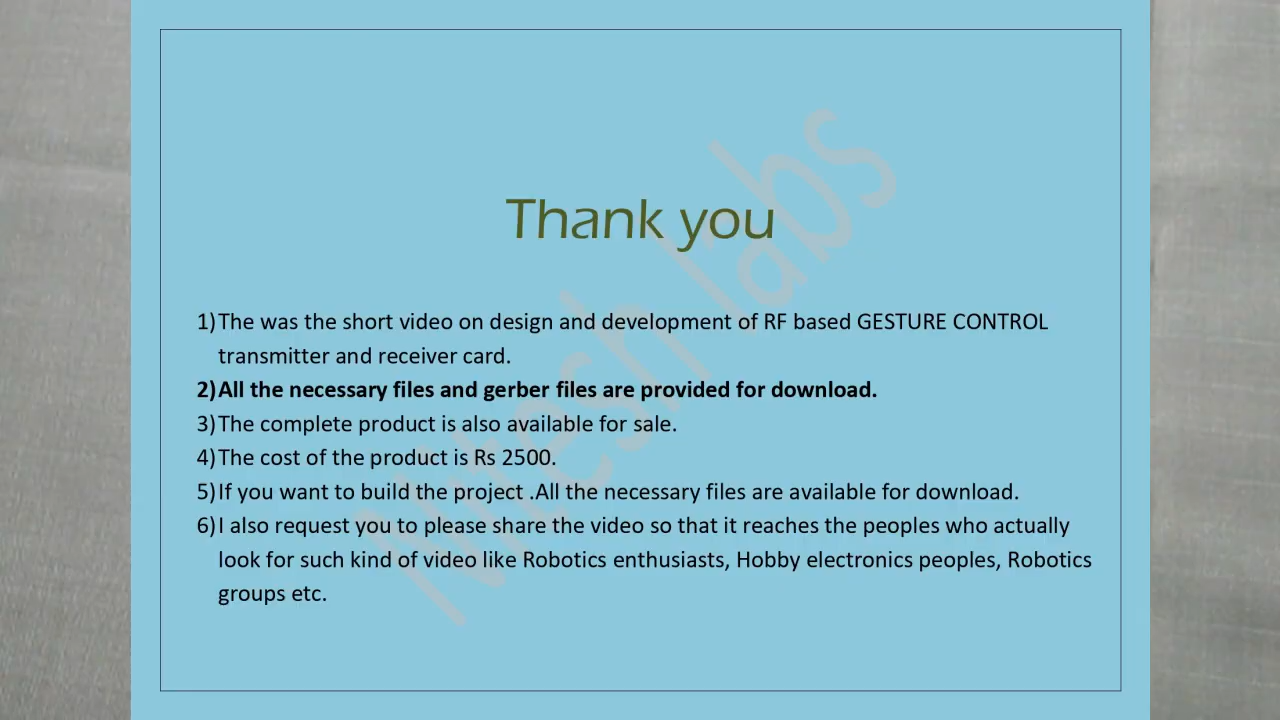 Thank you
1)The was the short video on design and development of RF based GESTURE CONTROL
transmitter and receiver card.
2)All the necessary files and gerber files are provided for download.
3)The complete product is also available for sale.
4)The cost of the product is Rs 2500.
5)If you want to build the project .All the necessary files are available for download.
6)I also request you to please share the video so that it reaches the peoples who actually
look for such kind of video like Robotics enthusiasts, Hobby electronics peoples, Robotics
groups etc.
Nitesh labs